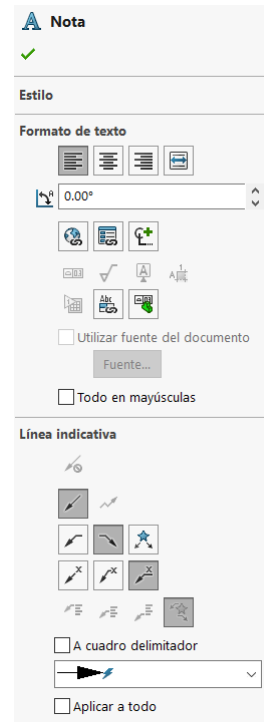 Nota
Estilo
Formato de texto
0.00°
Utilizar fuente del documento
Fuente...
Todo en mayúsculas
Línea indicativa
A cuadro delimitador
Aplicar a todo